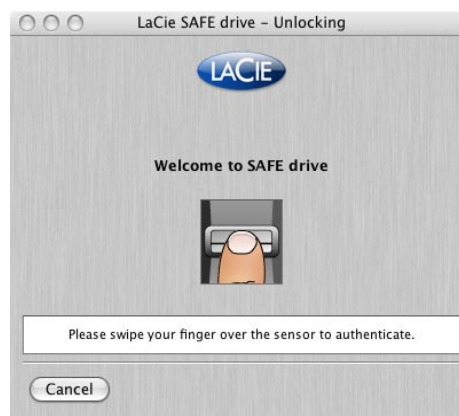 LaCie SAFE drive – Unlocking
LACIE
Welcome to SAFE drive
Please swipe your finger over the sensor to authenticate.
Cancel